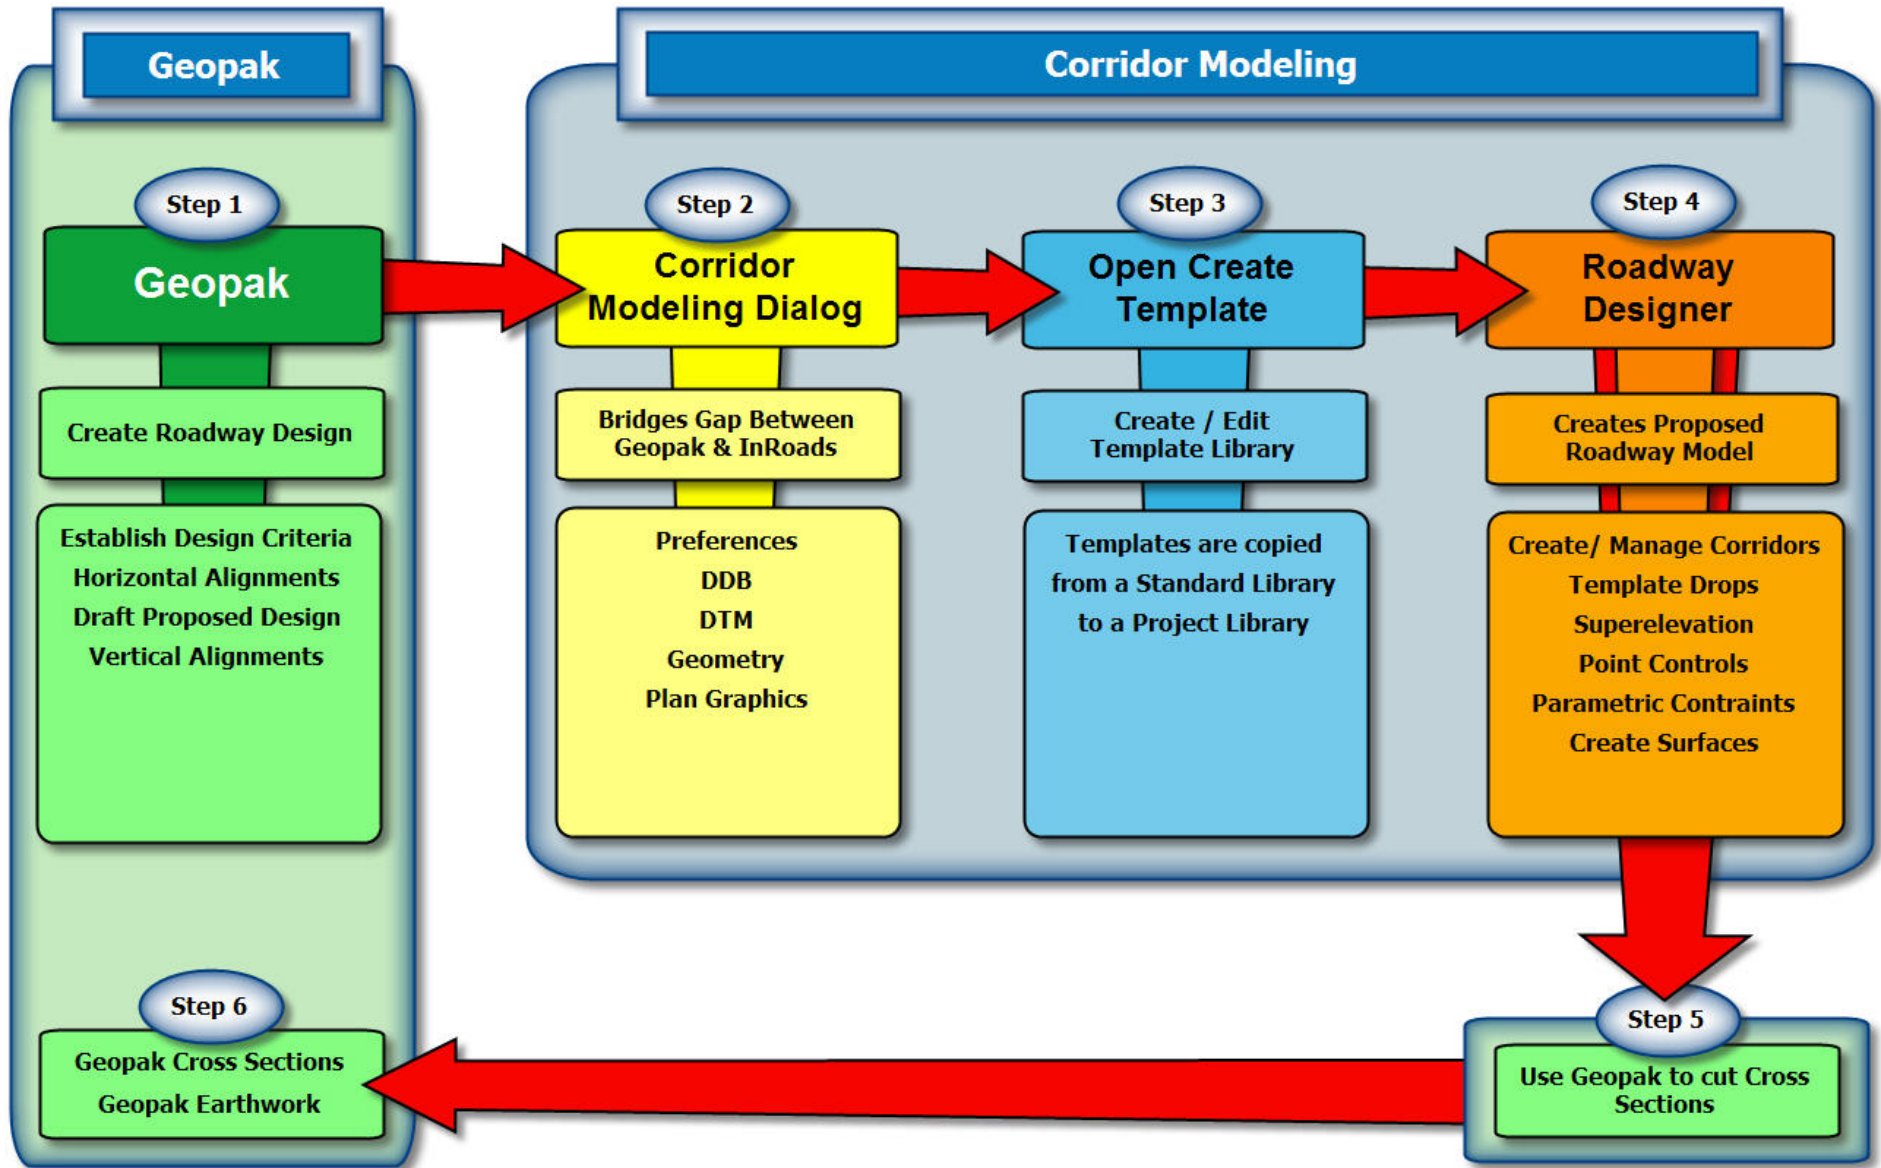 Geopak
Corridor Modeling
Step 1
Geopak
Create Roadway Design
Establish Design Criteria
Horizontal Alignments
Draft Proposed Design
Vertical Alignments
Step 2
Corridor
Modeling Dialog
Bridges Gap Between
Geopak & InRoads
Preferences
DDB
DTM
Geometry
Plan Graphics
Step 3
Open Create
Template
Create / Edit
Template Library
Templates are copied
from a Standard Library
to a Project Library
Step 4
Roadway
Designer
Creates Proposed
Roadway Model
Create/ Manage Corridors
Template Drops
Superelevation
Point Controls
Parametric Contraints
Create Surfaces
Step 5
Use Geopak to cut Cross
Sections
Step 6
Geopak Cross Sections
Geopak Earthwork